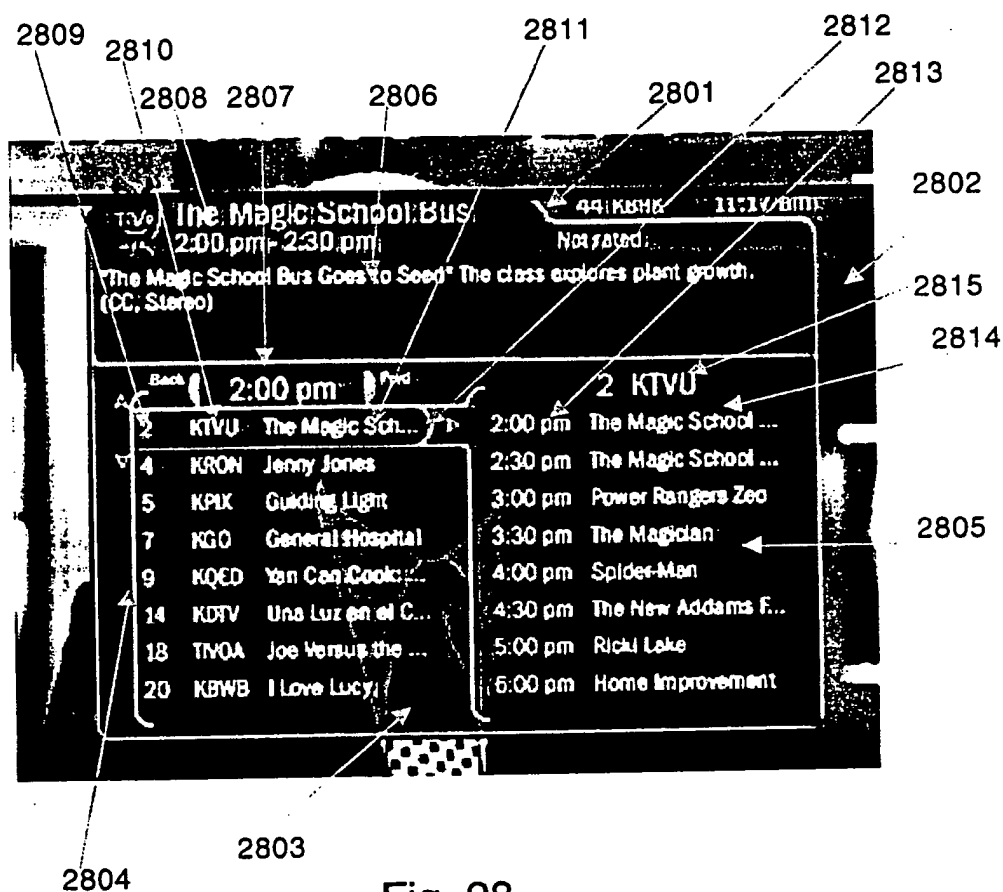 2809 2810 2811 2812
2808 2807 2806 2801 2813
2802
The Magic School Bus 44 KBHK
2:00 pm - 2:30 pm Not rated
"The Magic School Bus Goes to Seed" The class explores plant growth.
(CC, Stereo)
2815
2814
Back 2:00 pm Fwd 2 KTVU
2 KTVU The Magic Sch... 2:00 pm The Magic School ...
4 KRON Jenny Jones 2:30 pm The Magic School ...
5 KPIX Guiding Light 3:00 pm Power Rangers Zeo
7 KGO General Hospital 3:30 pm The Magician
2805
9 KQED Yan Can Cook: ... 4:00 pm Spider-Man
14 KDTV Una Luz en el C... 4:30 pm The New Addams F...
18 TIVOA Joe Versus the ... 5:00 pm Ricki Lake
20 KBWB I Love Lucy 6:00 pm Home Improvement
2803
2804